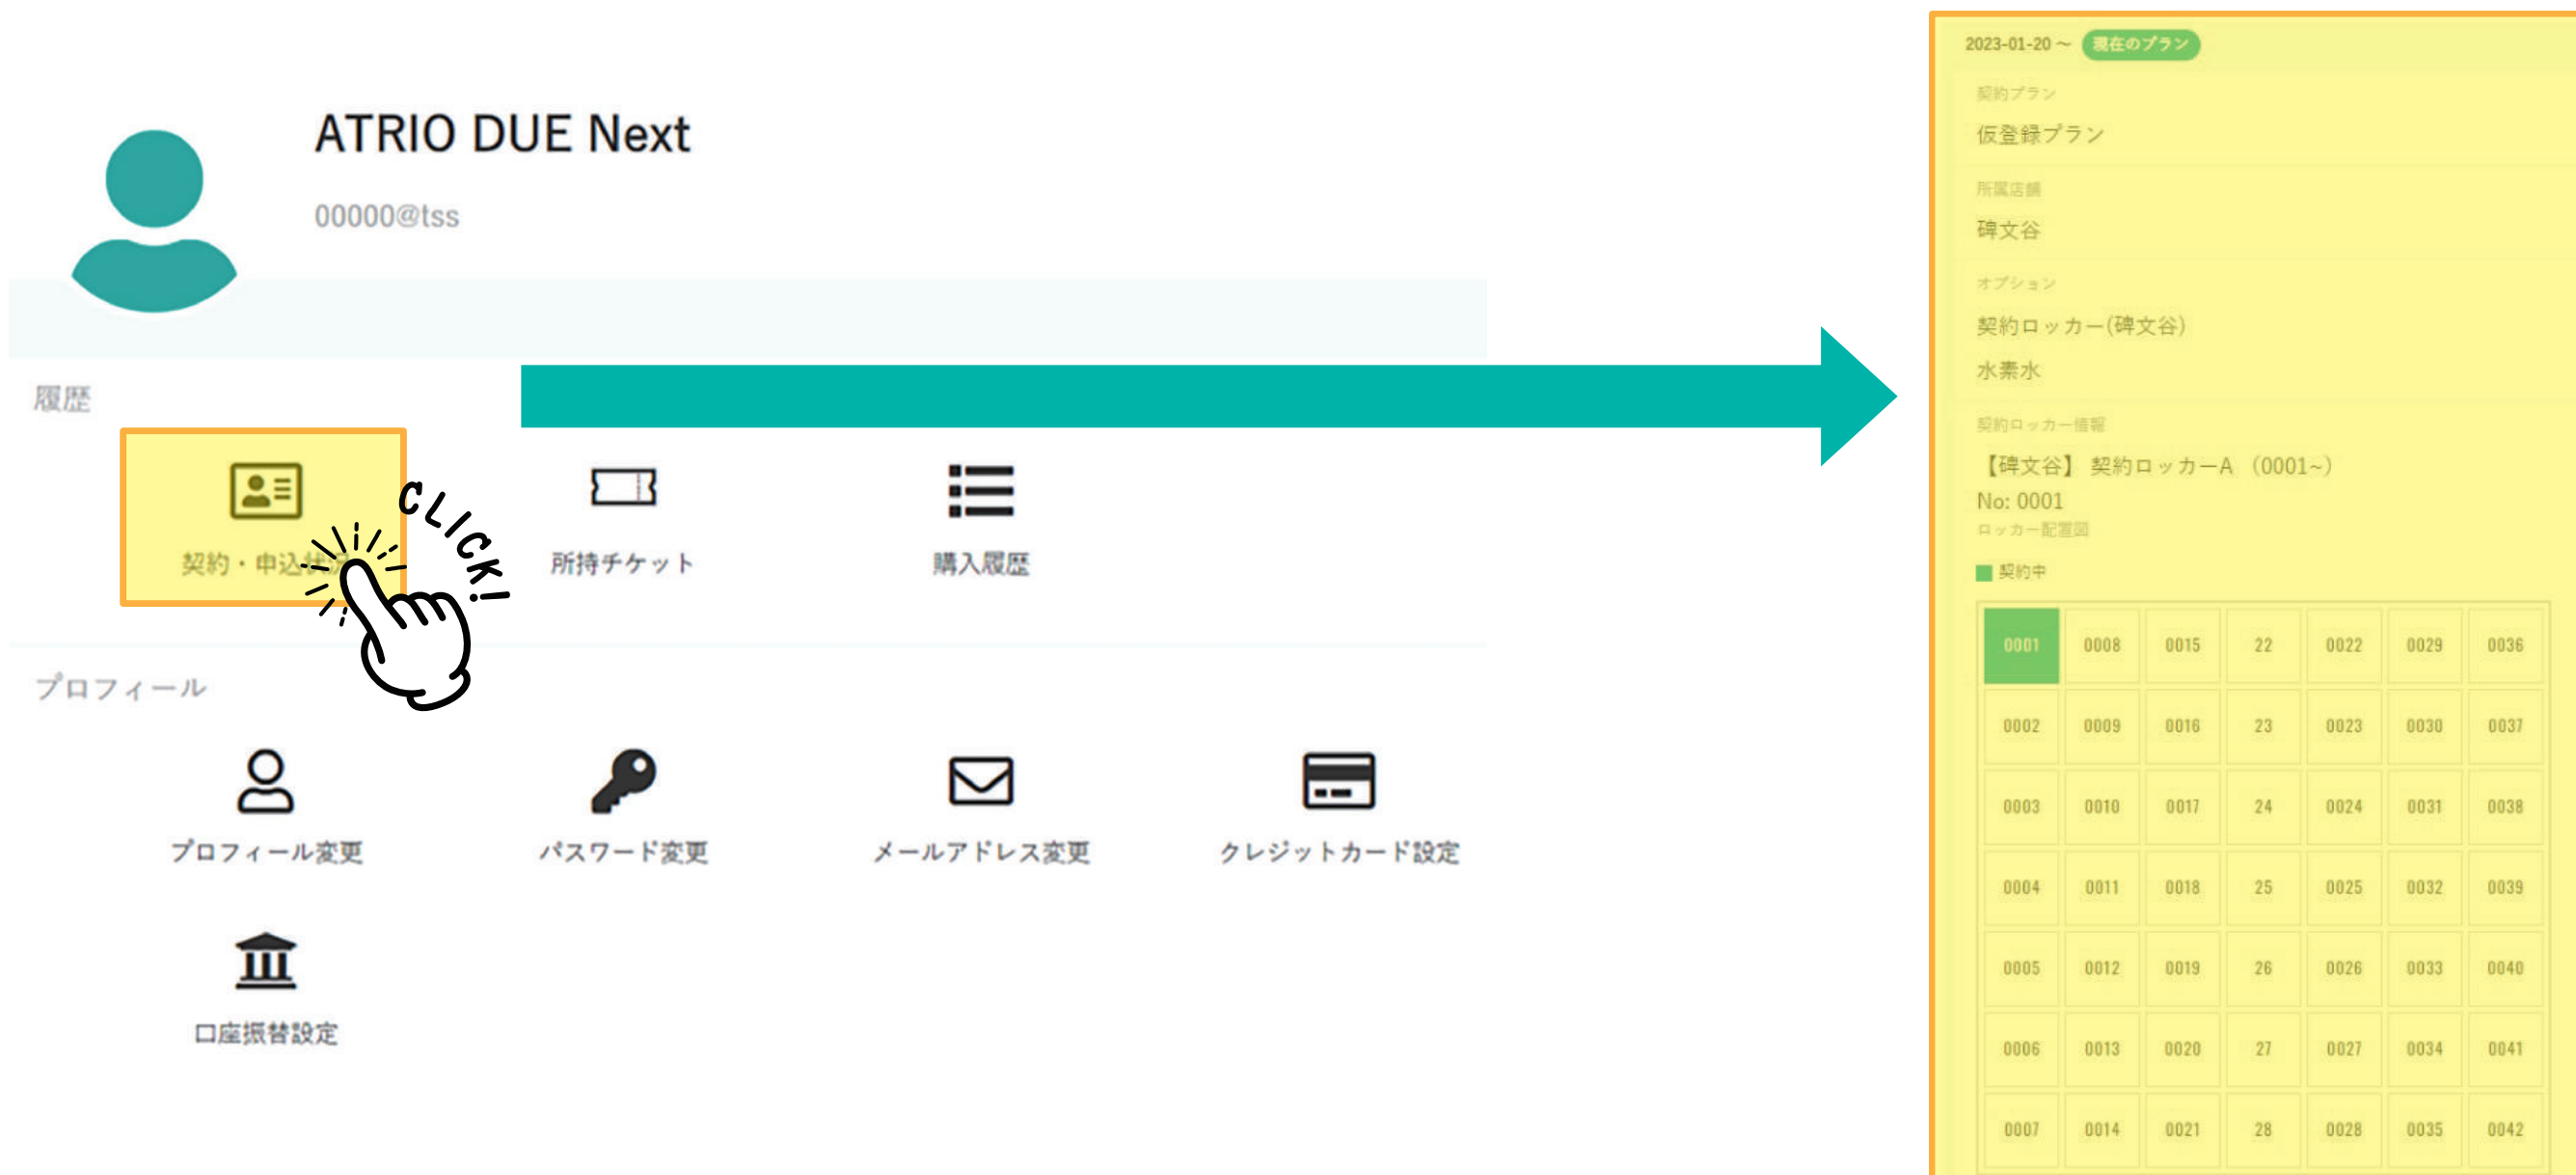 ATRIO DUE Next
00000@tss
履歴
契約・申込状況
CLICK!
所持チケット
購入履歴
プロフィール
プロフィール変更
パスワード変更
メールアドレス変更
クレジットカード設定
口座振替設定
2023-01-20 ~ 現在のプラン
契約プラン
仮登録プラン
所属店舗
碑文谷
オプション
契約ロッカー(碑文谷)
水素水
契約ロッカー情報
【碑文谷】 契約ロッカーA （0001~）
No: 0001
ロッカー配置図
契約中
0001 0008 0015 22 0022 0029 0036
0002 0009 0016 23 0023 0030 0037
0003 0010 0017 24 0024 0031 0038
0004 0011 0018 25 0025 0032 0039
0005 0012 0019 26 0026 0033 0040
0006 0013 0020 27 0027 0034 0041
0007 0014 0021 28 0028 0035 0042